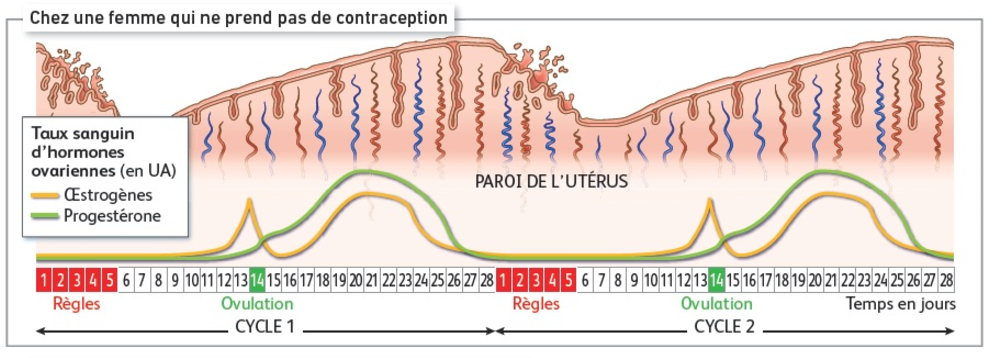 Chez une femme qui ne prend pas de contraception
Taux sanguin
d'hormones
ovariennes (en UA)
Œstrogènes
Progestérone
PAROI DE L'UTÉRUS
1 2 3 4 5 6 7 8 9 10 11 12 13 14 15 16 17 18 19 20 21 22 23 24 25 26 27 28 1 2 3 4 5 6 7 8 9 10 11 12 13 14 15 16 17 18 19 20 21 22 23 24 25 26 27 28
Règles Ovulation Règles Ovulation Temps en jours
CYCLE 1 CYCLE 2